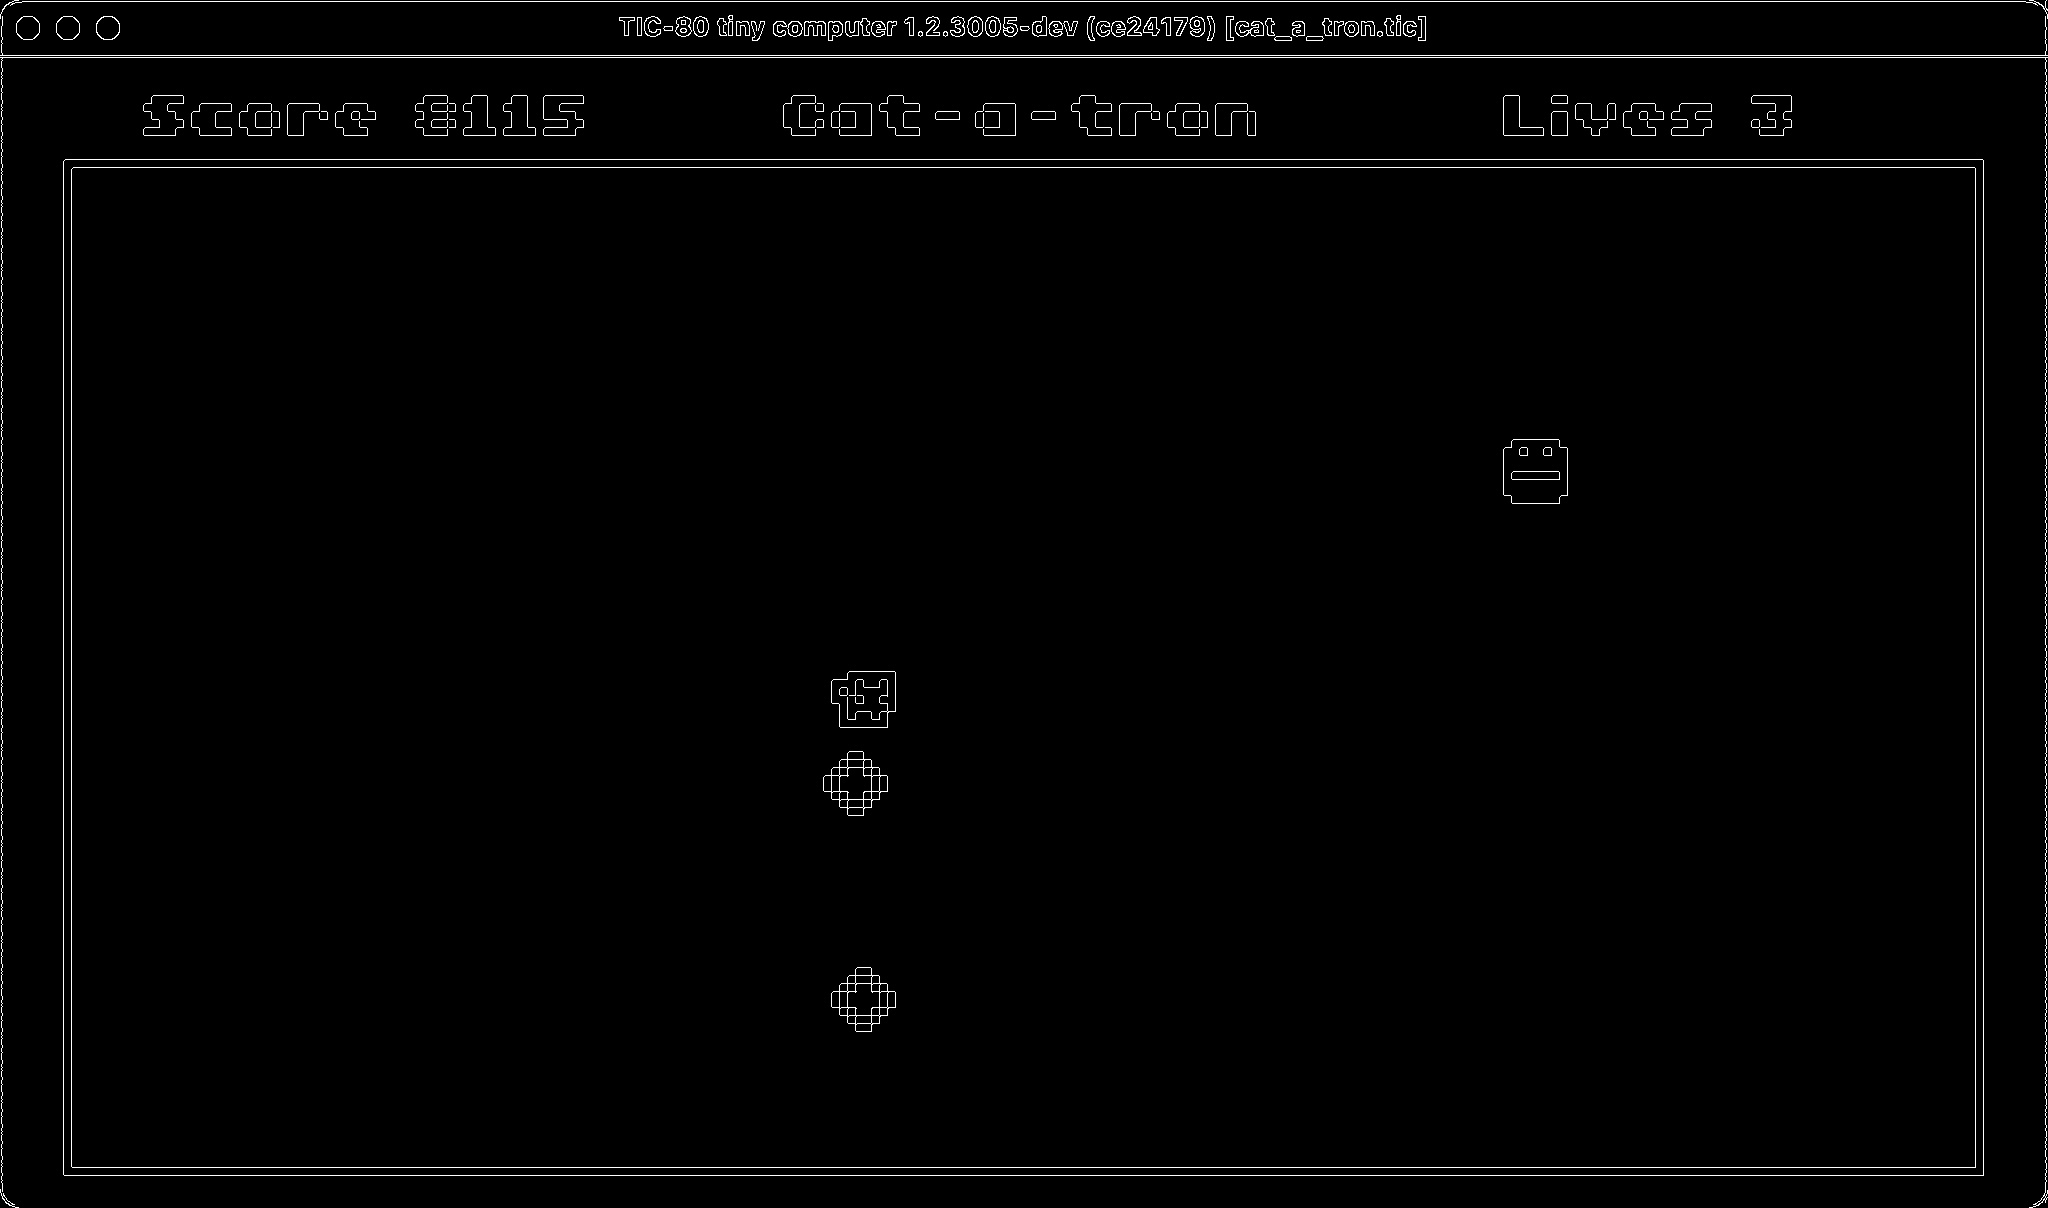 TIC-80 tiny computer 1.2.3005-dev (ce24179) [cat_a_tron.tic]
Score 8115 Cat-a-tron Lives 3